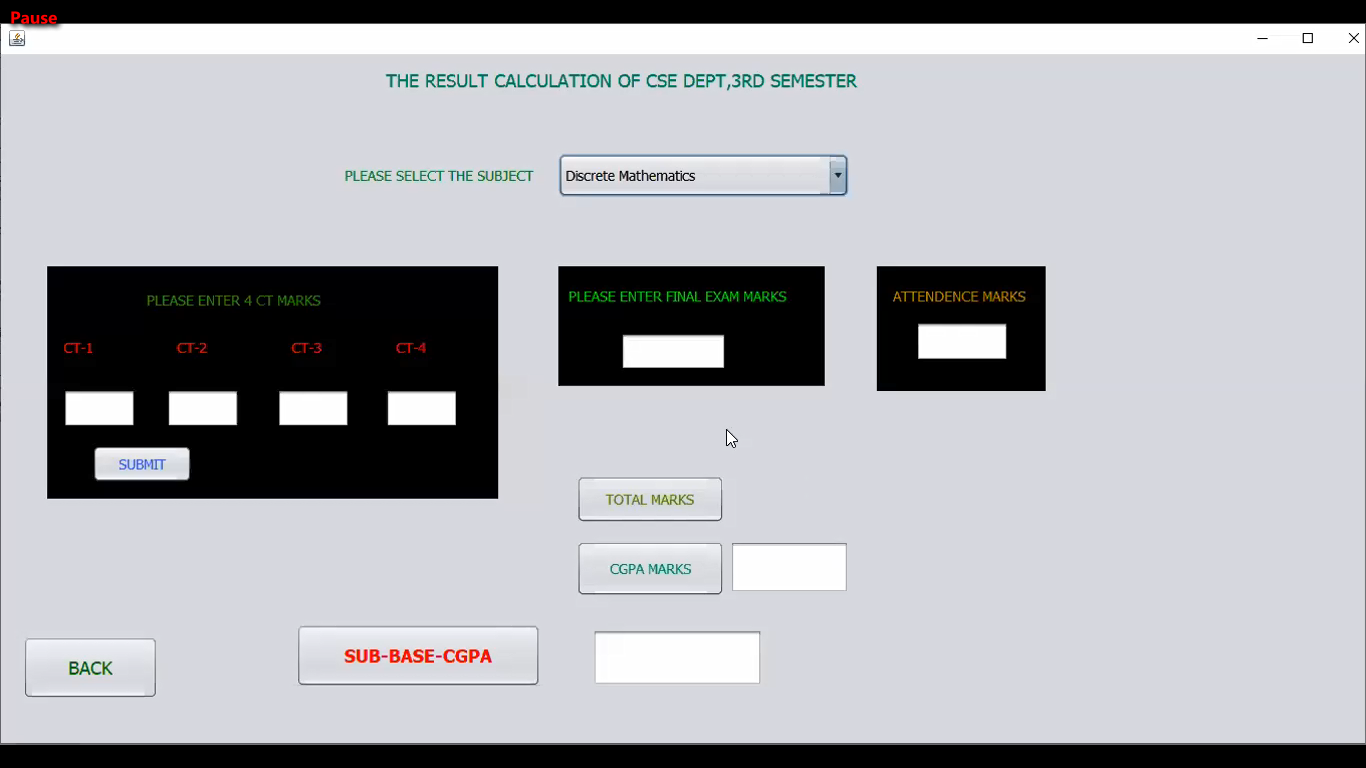 Pause
THE RESULT CALCULATION OF CSE DEPT,3RD SEMESTER
PLEASE SELECT THE SUBJECT
Discrete Mathematics
PLEASE ENTER 4 CT MARKS
CT-1 CT-2 CT-3 CT-4
SUBMIT
PLEASE ENTER FINAL EXAM MARKS
ATTENDENCE MARKS
TOTAL MARKS
CGPA MARKS
BACK
SUB-BASE-CGPA